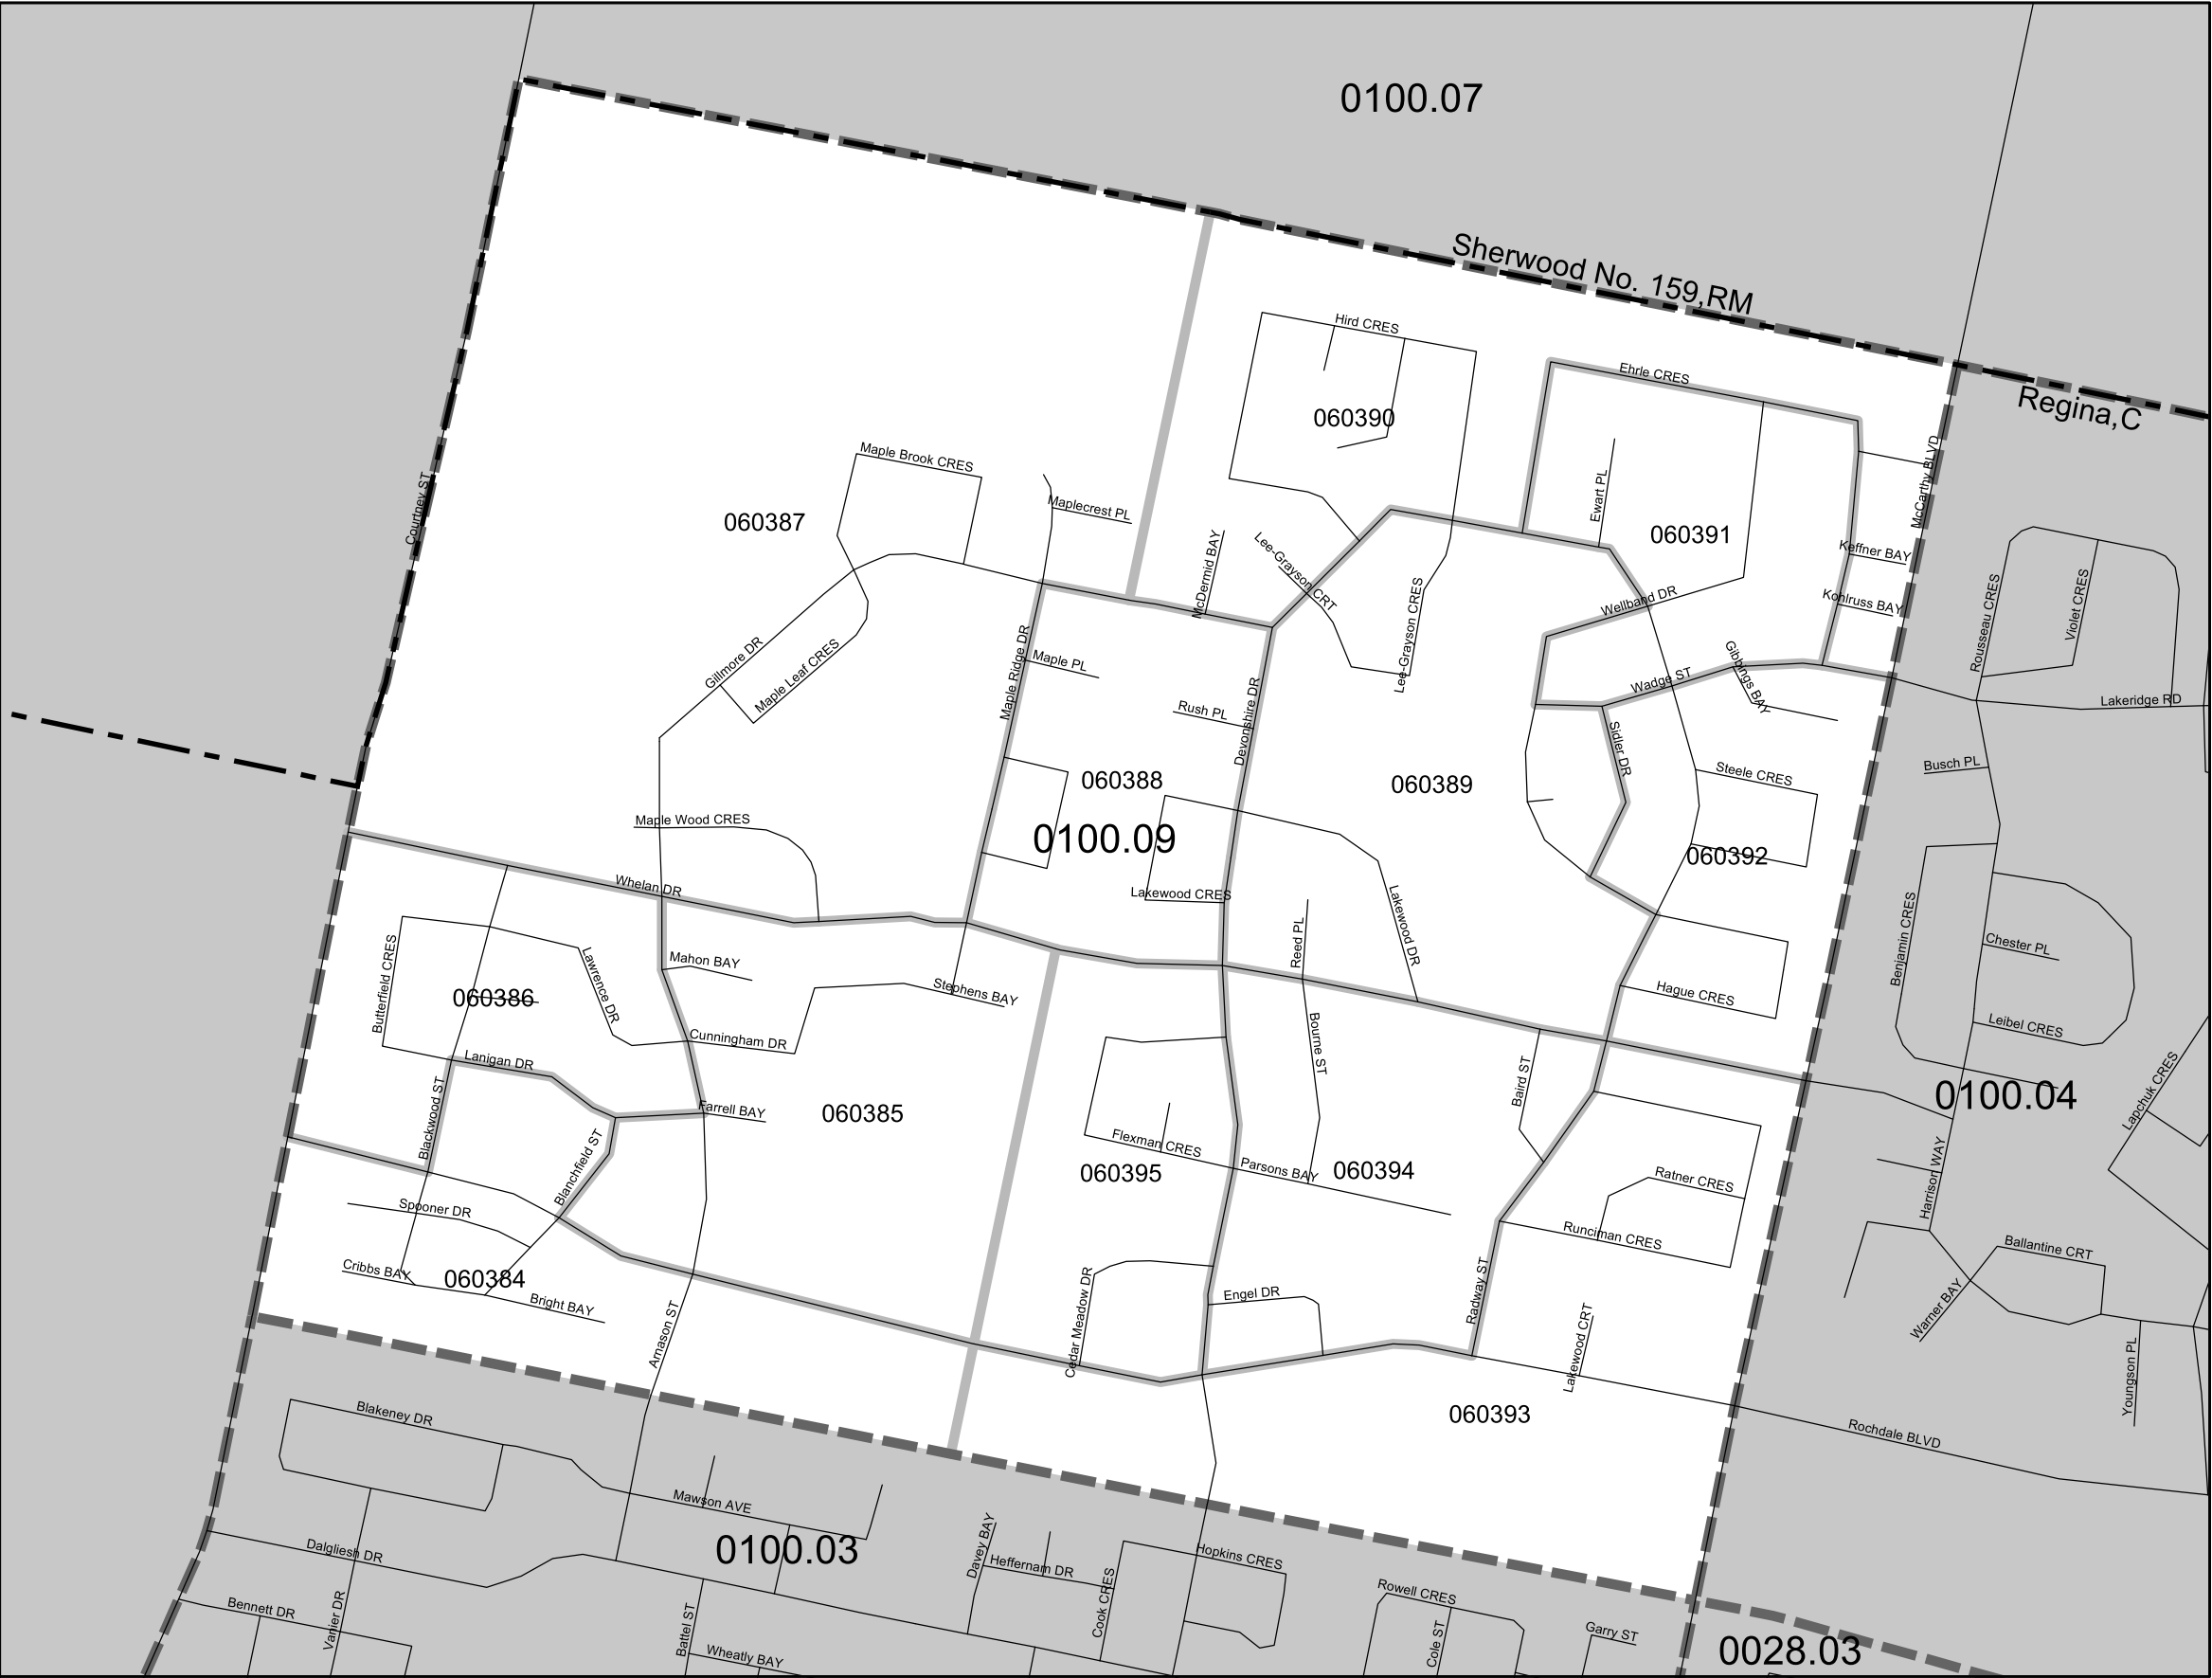 0100.07
Sherwood No. 159,RM
Regina,C
Hird CRES
Ehrle CRES
060390
McCarthy BLVD
Maple Brook CRES
Courtney ST
Maplecrest PL
Ewart PL
060387
060391
McDermid BAY
Lee-Grayson CRT
Keffner BAY
Lee-Grayson CRES
Wellband DR
Kohlruss BAY
Rousseau CRES
Violet CRES
Gillmore DR
Maple Leaf CRES
Maple Ridge DR
Maple PL
Gibbings BAY
Wadge ST
Lakeridge RD
Rush PL
Devonshire DR
Sidler DR
060388
060389
Steele CRES
Busch PL
Maple Wood CRES
0100.09
060392
Whelan DR
Lakewood CRES
Lakewood DR
Reed PL
Benjamin CRES
Chester PL
Butterfield CRES
Lawrence DR
Mahon BAY
060386
Stephens BAY
Hague CRES
Cunningham DR
Bourne ST
Leibel CRES
Lanigan DR
Baird ST
0100.04
Lapchuk CRES
Blackwood ST
Farrell BAY
060385
Blanchfield ST
Flexman CRES
060395
Parsons BAY
060394
Ratner CRES
Harrison WAY
Spooner DR
Runciman CRES
Ballantine CRT
Cribbs BAY
060384
Bright BAY
Arnason ST
Cedar Meadow DR
Engel DR
Radway ST
Lakewood CRT
Warner BAY
Youngson PL
060393
Rochdale BLVD
Blakeney DR
Mawson AVE
0100.03
Dalgliesh DR
Davey BAY
Heffernam DR
Cook CRES
Hopkins CRES
Bennett DR
Vanier DR
Battel ST
Wheatly BAY
Rowell CRES
Cole ST
Garry ST
0028.03